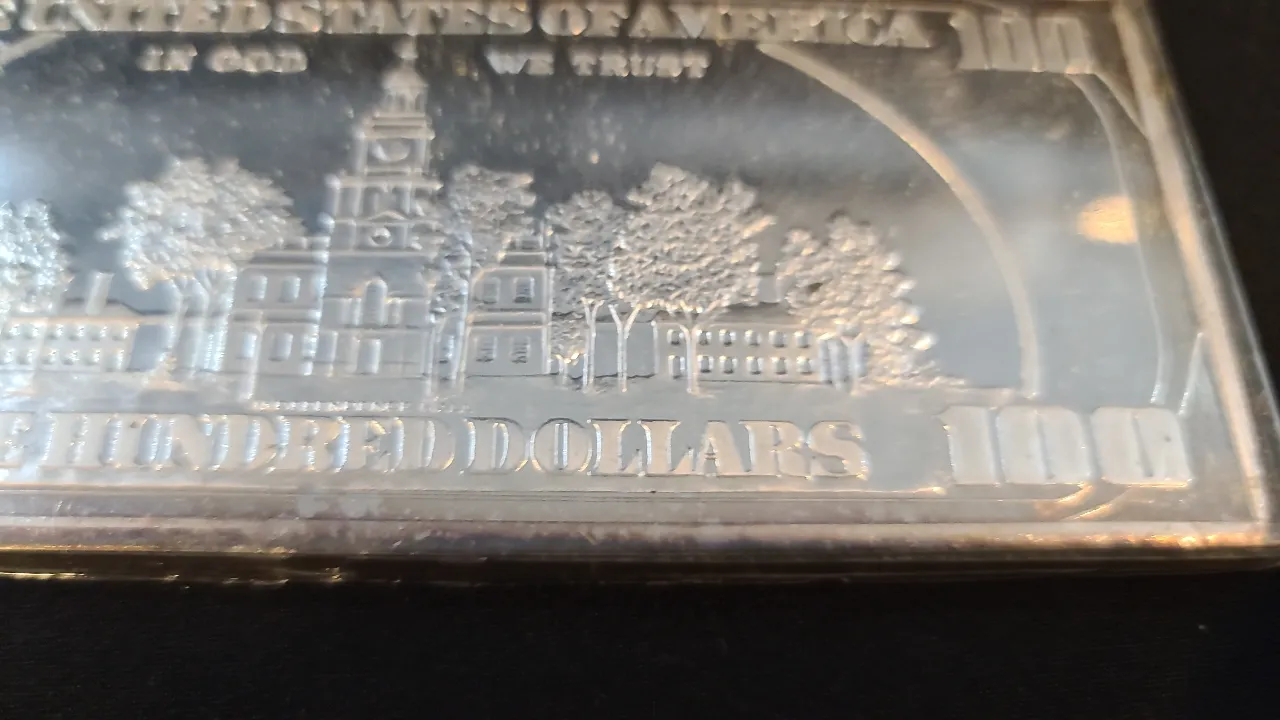 UNITED STATES OF AMERICA 100
IN GOD WE TRUST
HUNDRED DOLLARS 100